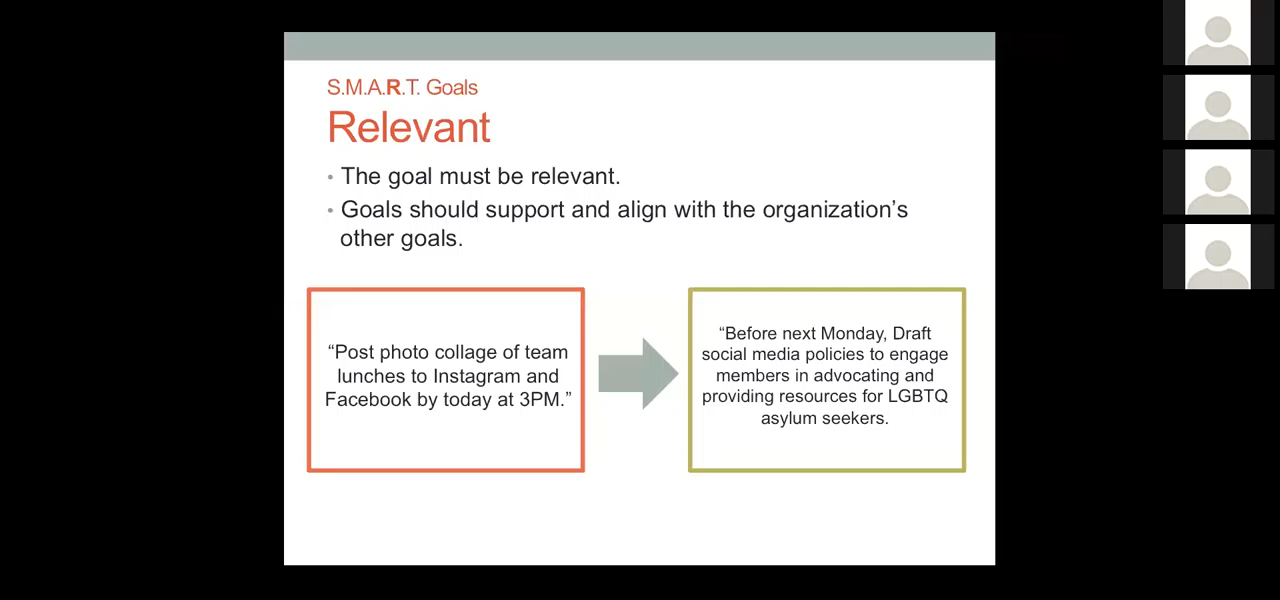 S.M.A.R.T. Goals
Relevant
• The goal must be relevant.
• Goals should support and align with the organization’s
other goals.
“Post photo collage of team
lunches to Instagram and
Facebook by today at 3PM.”
“Before next Monday, Draft
social media policies to engage
members in advocating and
providing resources for LGBTQ
asylum seekers.